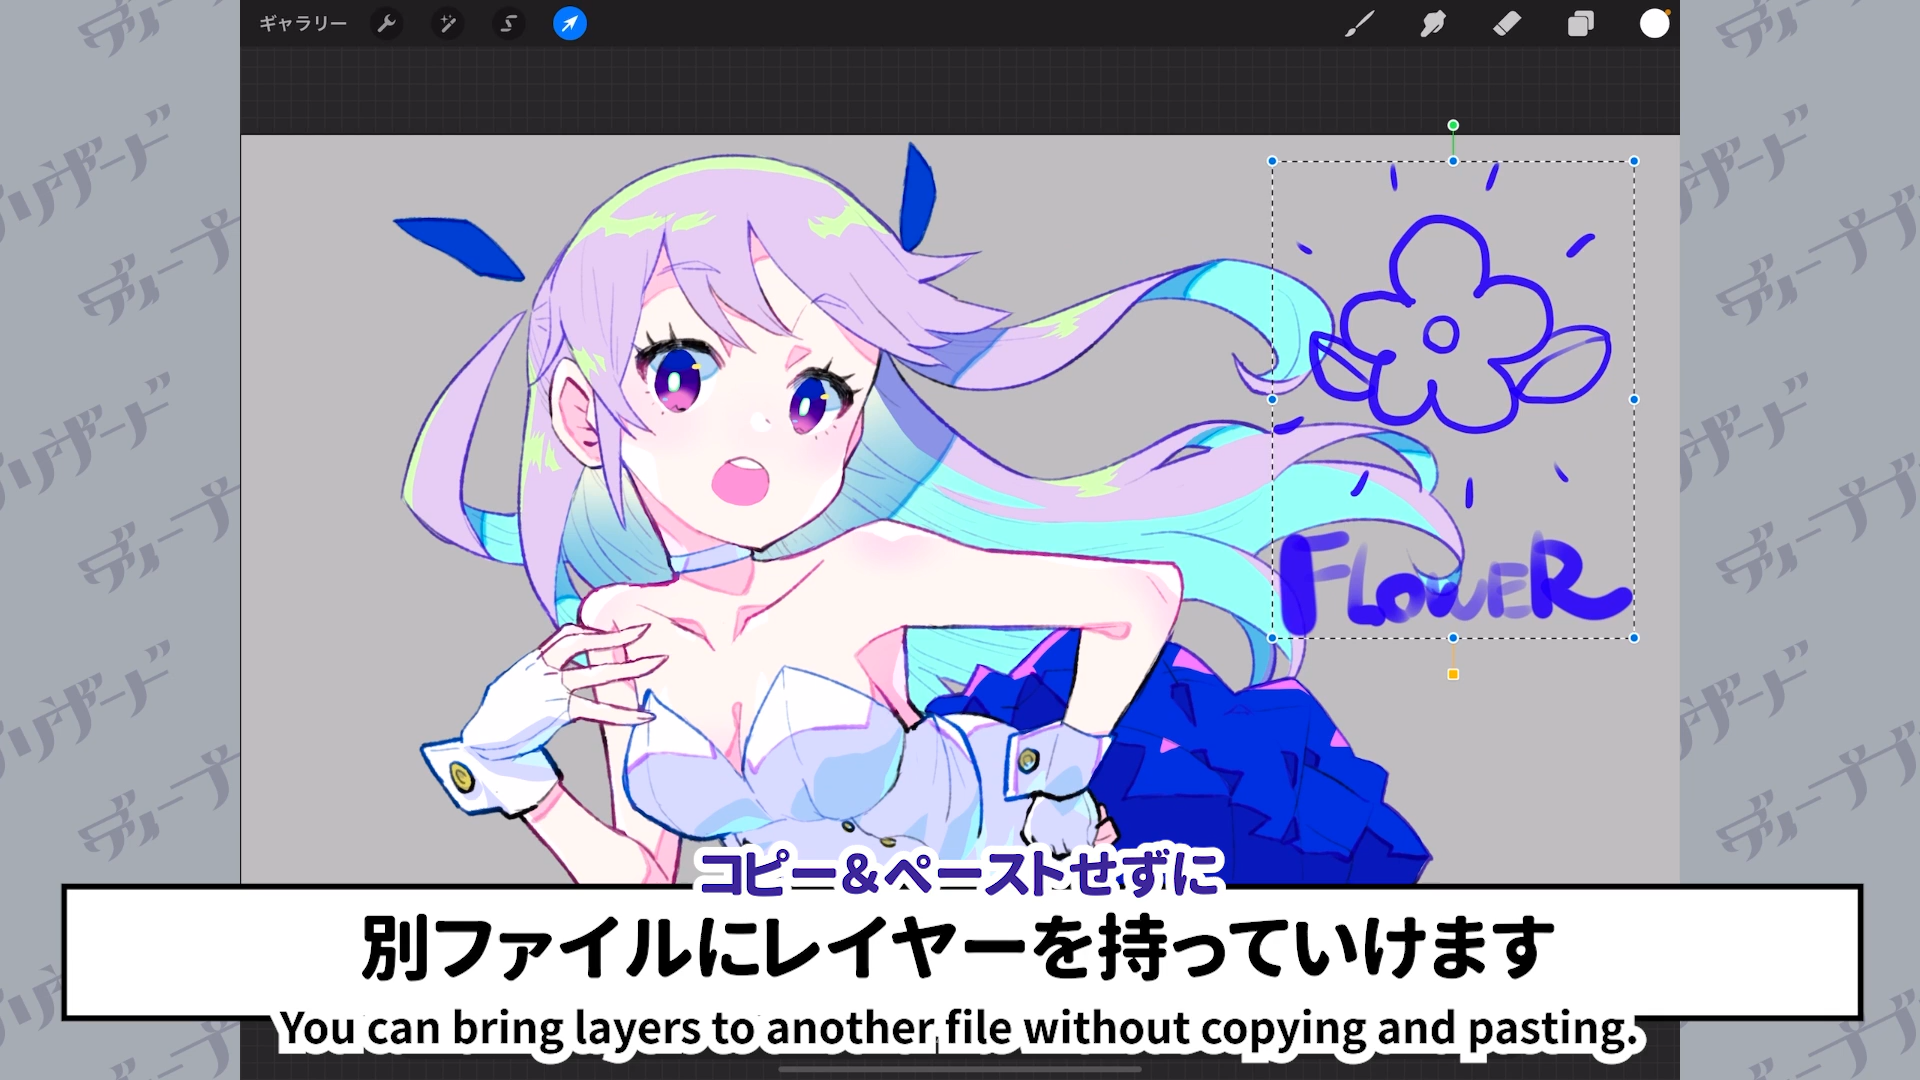 ギャラリー
FLOWER
コピー&ペーストせずに
別ファイルにレイヤーを持っていけます
You can bring layers to another file without copying and pasting.